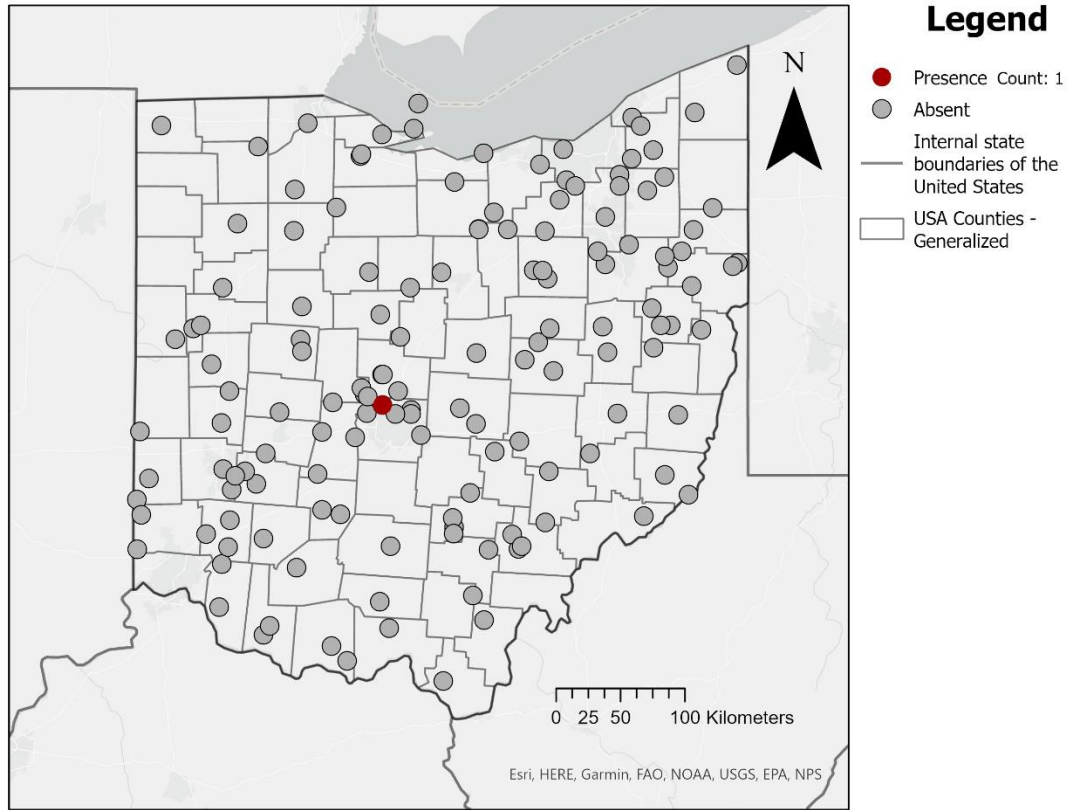 Legend
N
Presence Count: 1
Absent
Internal state
boundaries of the
United States
USA Counties -
Generalized
0 25 50 100 Kilometers
Esri, HERE, Garmin, FAO, NOAA, USGS, EPA, NPS